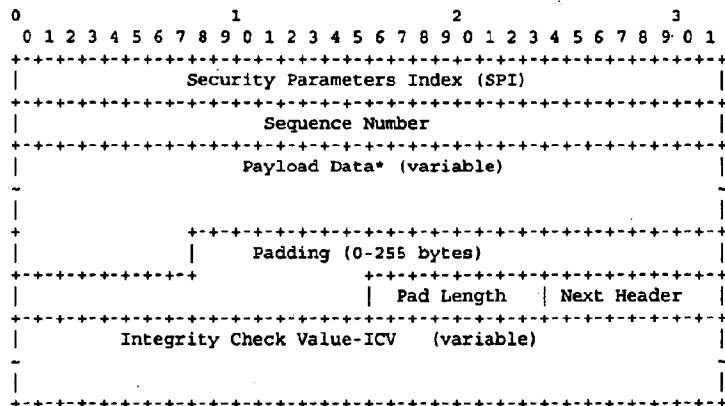 0 1 2 3
0 1 2 3 4 5 6 7 8 9 0 1 2 3 4 5 6 7 8 9 0 1 2 3 4 5 6 7 8 9 0 1
Security Parameters Index (SPI)
Sequence Number
Payload Data* (variable)
Padding (0-255 bytes)
Pad Length Next Header
Integrity Check Value-ICV (variable)